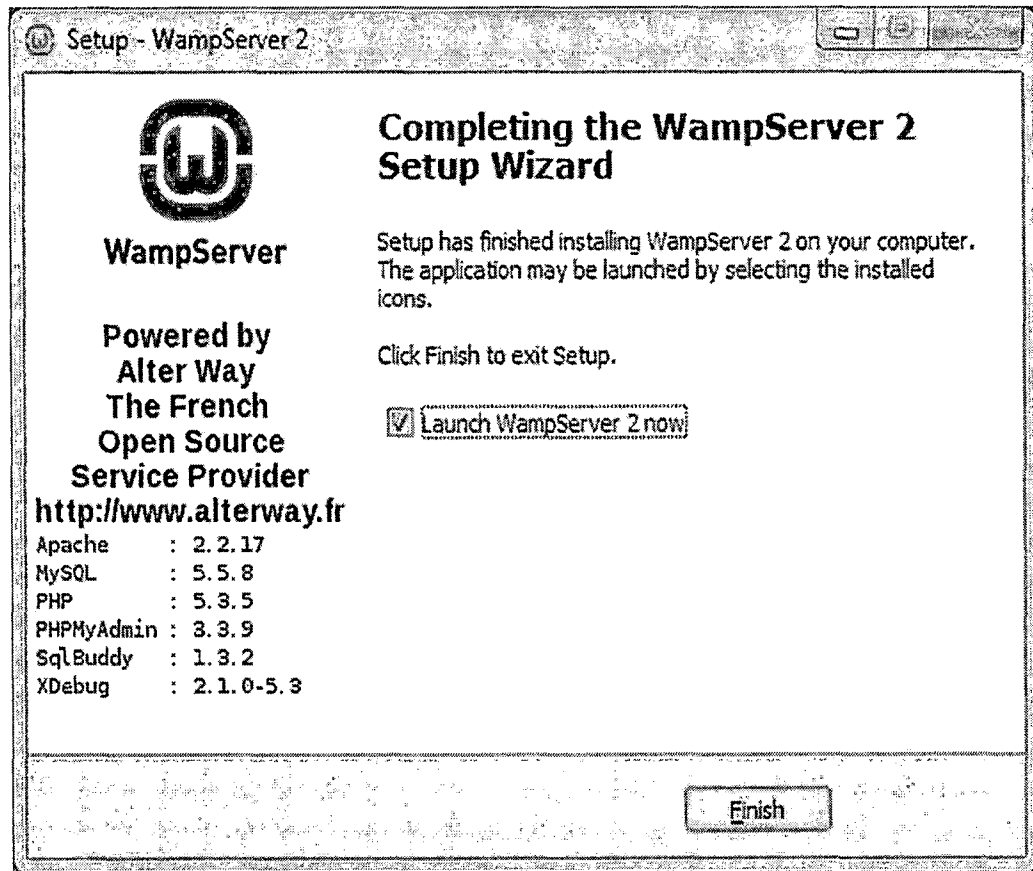 Setup - WampServer 2
WampServer
Powered by
Alter Way
The French
Open Source
Service Provider
http://www.alterway.fr
Apache : 2.2.17
MySQL : 5.5.8
PHP : 5.3.5
PHPMyAdmin : 3.3.9
SqlBuddy : 1.3.2
XDebug : 2.1.0-5.3
Completing the WampServer 2
Setup Wizard
Setup has finished installing WampServer 2 on your computer.
The application may be launched by selecting the installed
icons.
Click Finish to exit Setup.
Launch WampServer 2 now
Finish